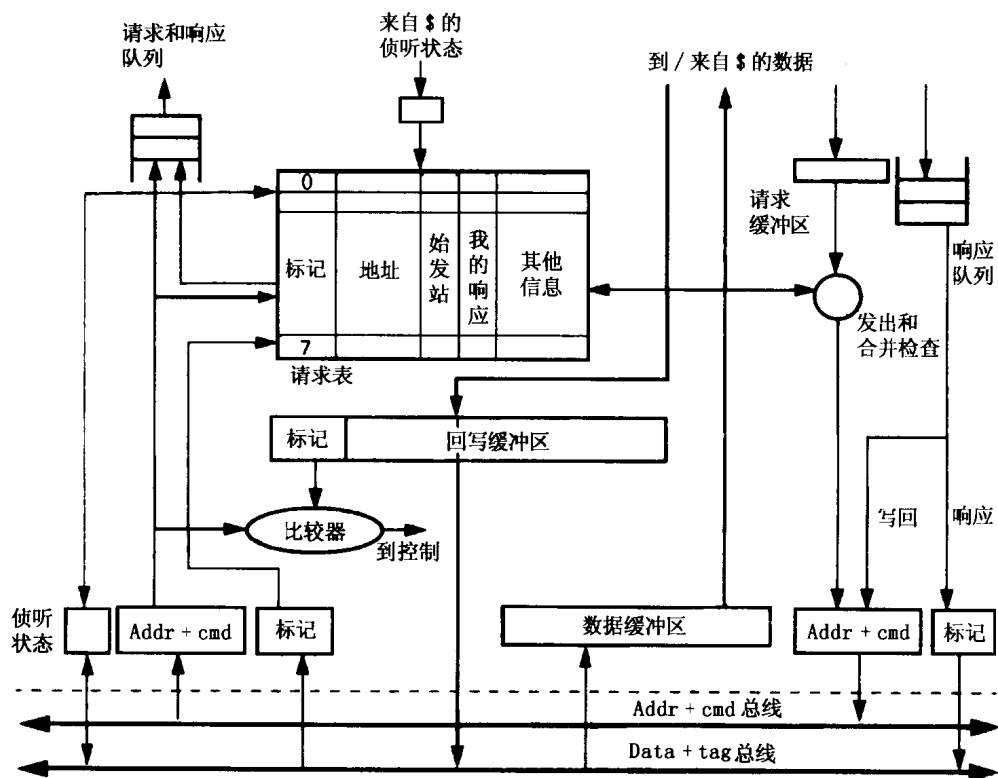 请求和响应
队列
来自$的
侦听状态
到/来自$的数据
0
标记
地址
始发站
我的响应
其他
信息
7
请求表
请求
缓冲区
响应
队列
发出和
合并检查
标记
回写缓冲区
比较器
到控制
写回
响应
侦听
状态
Addr + cmd
标记
数据缓冲区
Addr + cmd
标记
Addr + cmd 总线
Data + tag总线